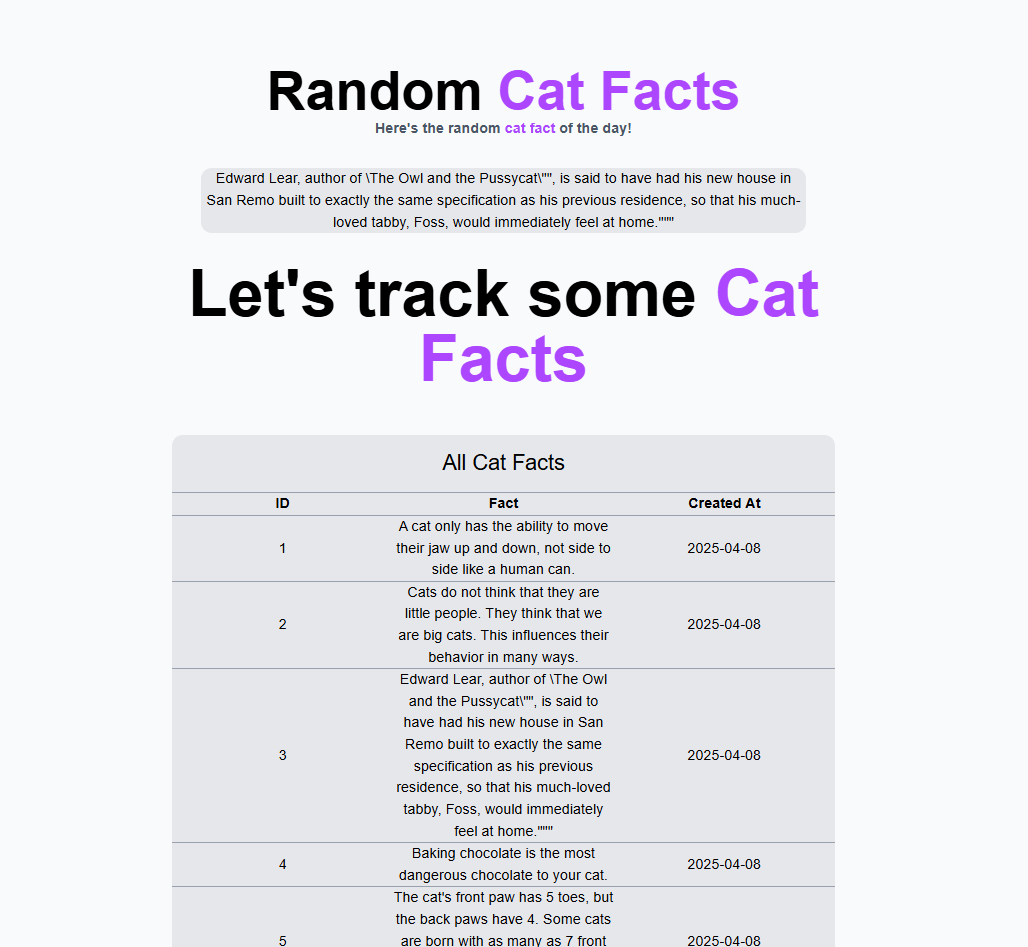 Random Cat Facts
Here's the random cat fact of the day!
Edward Lear, author of \The Owl and the Pussycat\"", is said to have had his new house in
San Remo built to exactly the same specification as his previous residence, so that his much-
loved tabby, Foss, would immediately feel at home."""
Let's track some Cat
Facts
All Cat Facts
ID Fact Created At
A cat only has the ability to move
their jaw up and down, not side to
side like a human can.
1
2025-04-08
Cats do not think that they are
little people. They think that we
are big cats. This influences their
behavior in many ways.
2
2025-04-08
Edward Lear, author of \The Owl
and the Pussycat\"", is said to
have had his new house in San
Remo built to exactly the same
specification as his previous
residence, so that his much-loved
tabby, Foss, would immediately
feel at home."""
3
2025-04-08
Baking chocolate is the most
dangerous chocolate to your cat.
4
2025-04-08
The cat's front paw has 5 toes, but
the back paws have 4. Some cats
are born with as many as 7 front
5
2025-04-08